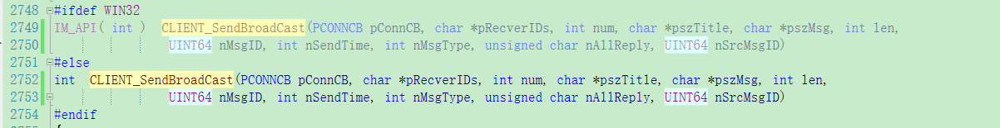 2748 #ifdef WIN32
2749 IM_API( int )  CLIENT_SendBroadCast(PCONNCB pConnCB, char *pRecverIDs, int num, char *pszTitle, char *pszMsg, int len,
2750 UINT64 nMsgID, int nSendTime, int nMsgType, unsigned char nAllReply, UINT64 nSrcMsgID)
2751 #else
2752 int  CLIENT_SendBroadCast(PCONNCB pConnCB, char *pRecverIDs, int num, char *pszTitle, char *pszMsg, int len,
2753 UINT64 nMsgID, int nSendTime, int nMsgType, unsigned char nAllReply, UINT64 nSrcMsgID)
2754 #endif